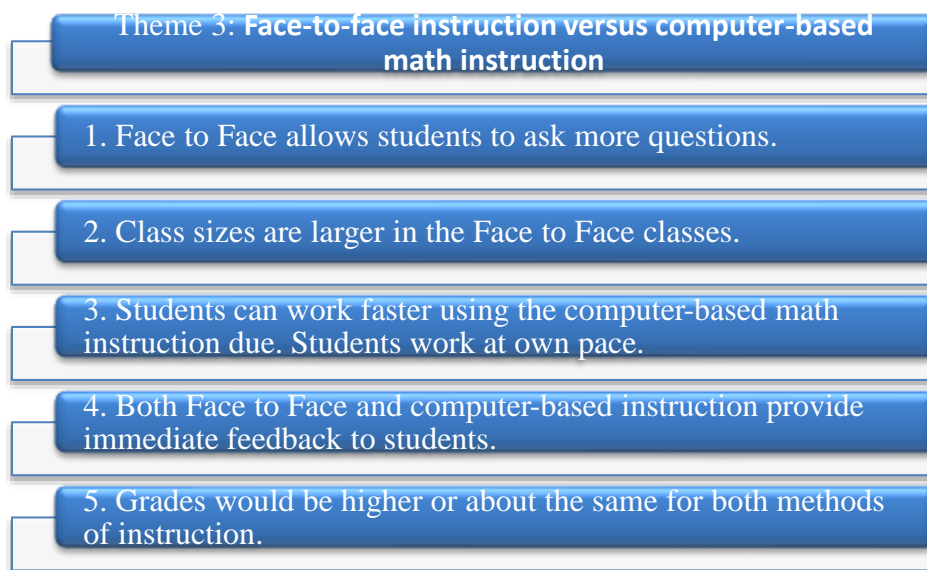 Theme 3: Face-to-face instruction versus computer-based
math instruction
1. Face to Face allows students to ask more questions.
2. Class sizes are larger in the Face to Face classes.
3. Students can work faster using the computer-based math
instruction due. Students work at own pace.
4. Both Face to Face and computer-based instruction provide
immediate feedback to students.
5. Grades would be higher or about the same for both methods
of instruction.